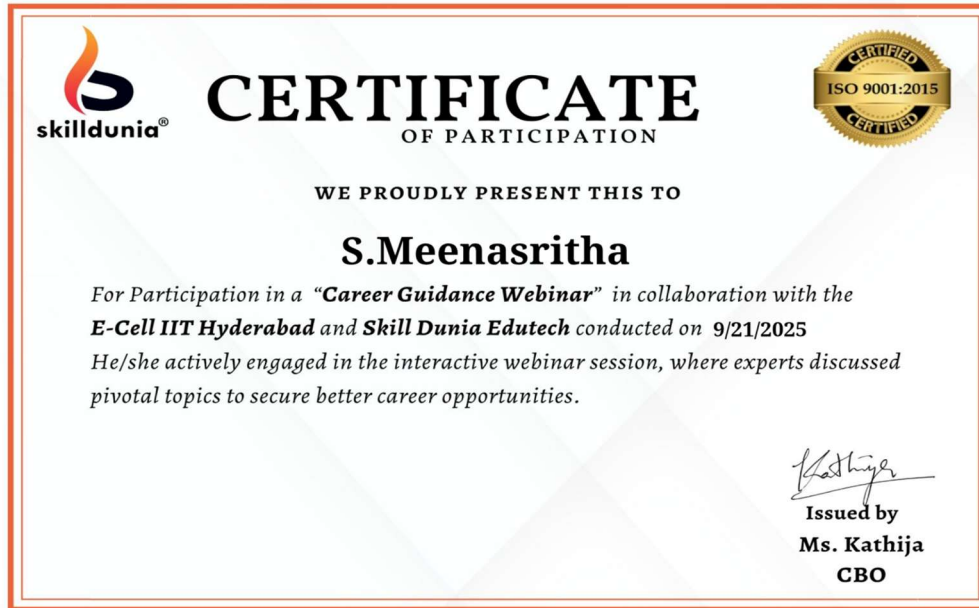 skilldunia®
CERTIFICATE
OF PARTICIPATION
CERTIFIED
ISO 9001:2015
CERTIFIED
WE PROUDLY PRESENT THIS TO
S.Meenasritha
For Participation in a “Career Guidance Webinar” in collaboration with the
E-Cell IIT Hyderabad and Skill Dunia Edutech conducted on 9/21/2025
He/she actively engaged in the interactive webinar session, where experts discussed
pivotal topics to secure better career opportunities.
Kathija
Issued by
Ms. Kathija
CBO